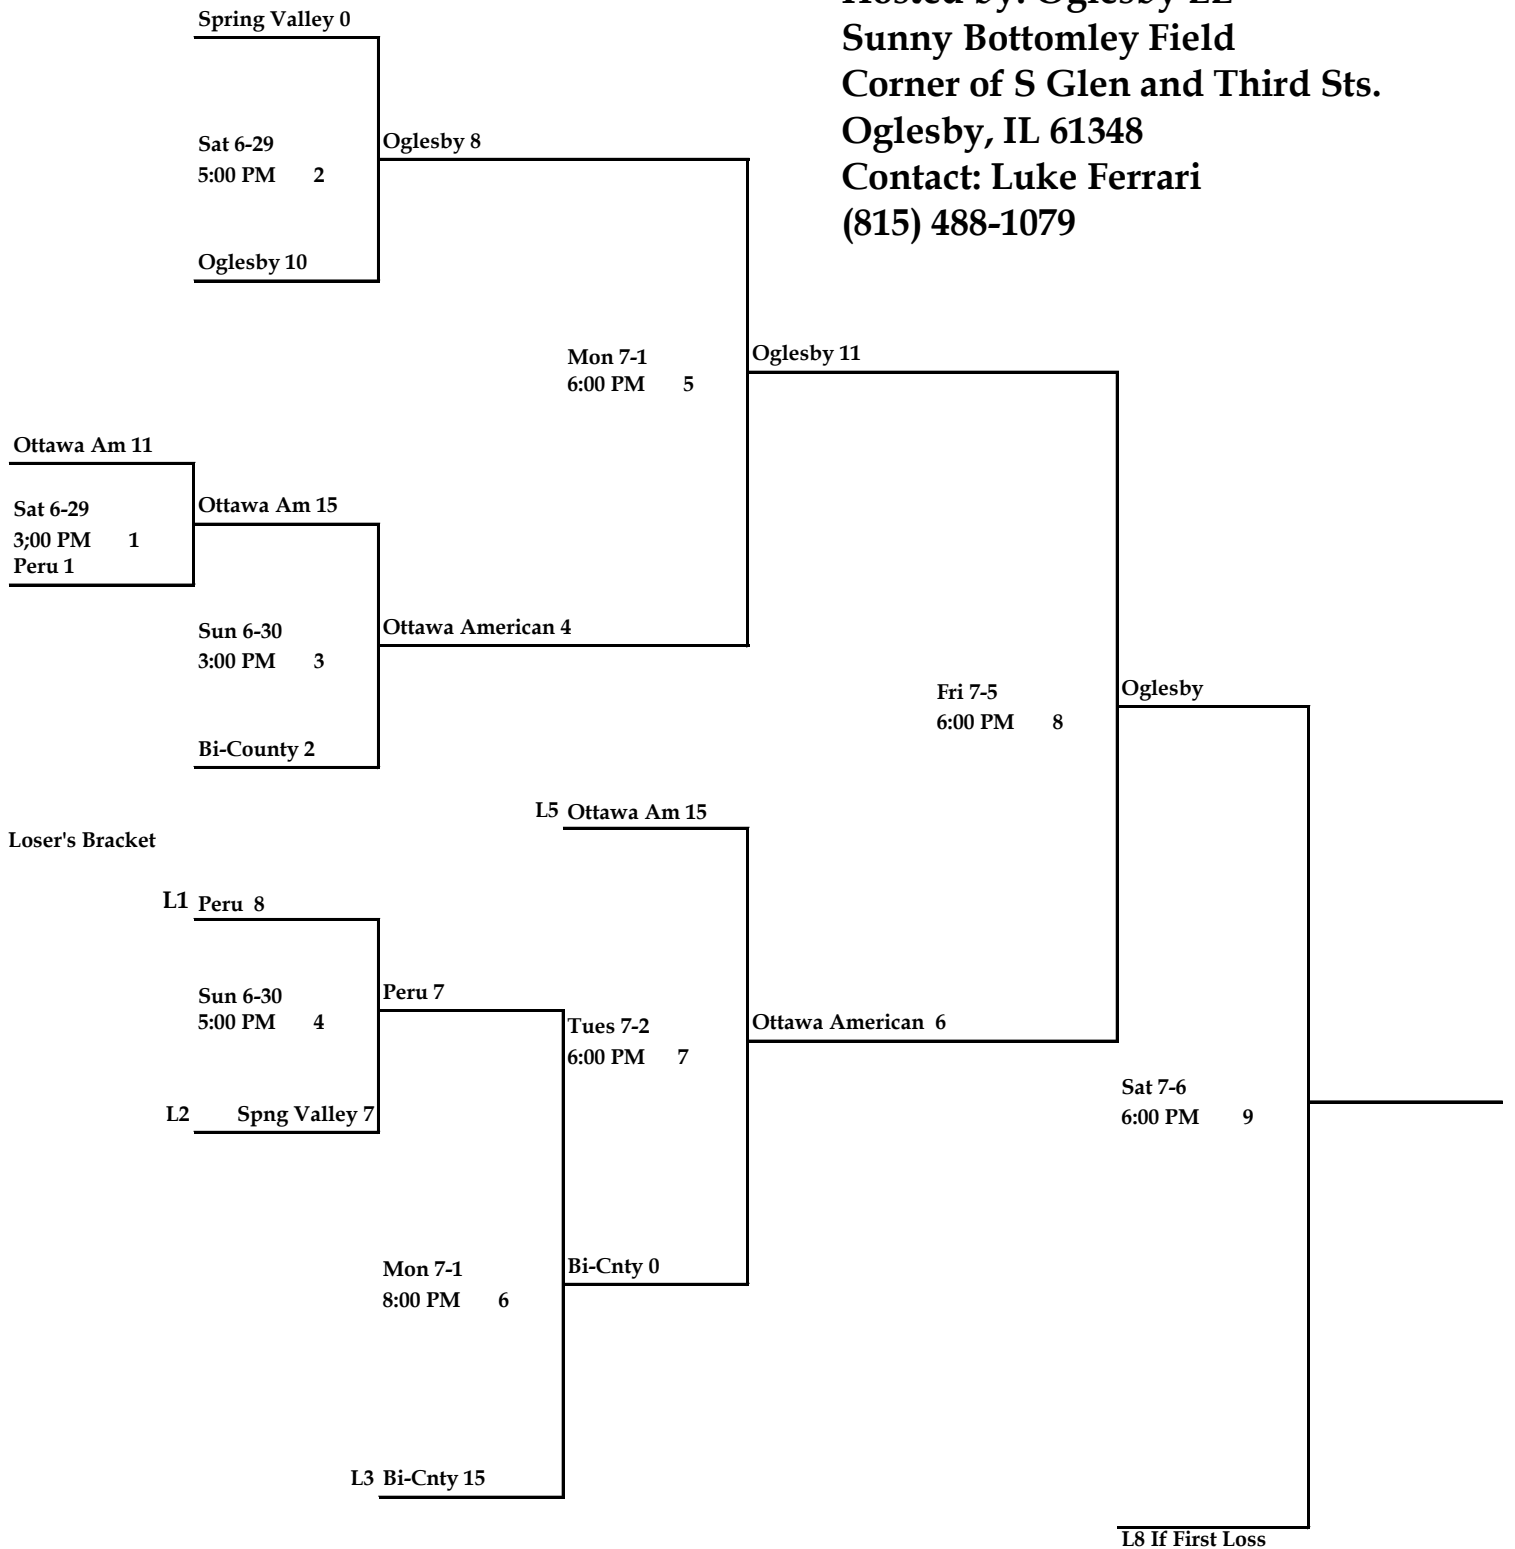 Hosted by: Oglesby LL
Sunny Bottomley Field
Corner of S Glen and Third Sts.
Oglesby, IL 61348
Contact: Luke Ferrari
(815) 488-1079
Spring Valley 0
Sat 6-29
5:00 PM 2
Oglesby 10
Oglesby 8
Mon 7-1
6:00 PM 5
Oglesby 11
Ottawa Am 11
Sat 6-29
3;00 PM 1
Peru 1
Ottawa Am 15
Sun 6-30
3:00 PM 3
Bi-County 2
Ottawa American 4
Fri 7-5
6:00 PM 8
Oglesby
Loser's Bracket
L5 Ottawa Am 15
L1 Peru 8
Sun 6-30
5:00 PM 4
L2 Spng Valley 7
Peru 7
Tues 7-2
6:00 PM 7
Ottawa American 6
Sat 7-6
6:00 PM 9
Mon 7-1
8:00 PM 6
Bi-Cnty 0
L3 Bi-Cnty 15
L8 If First Loss